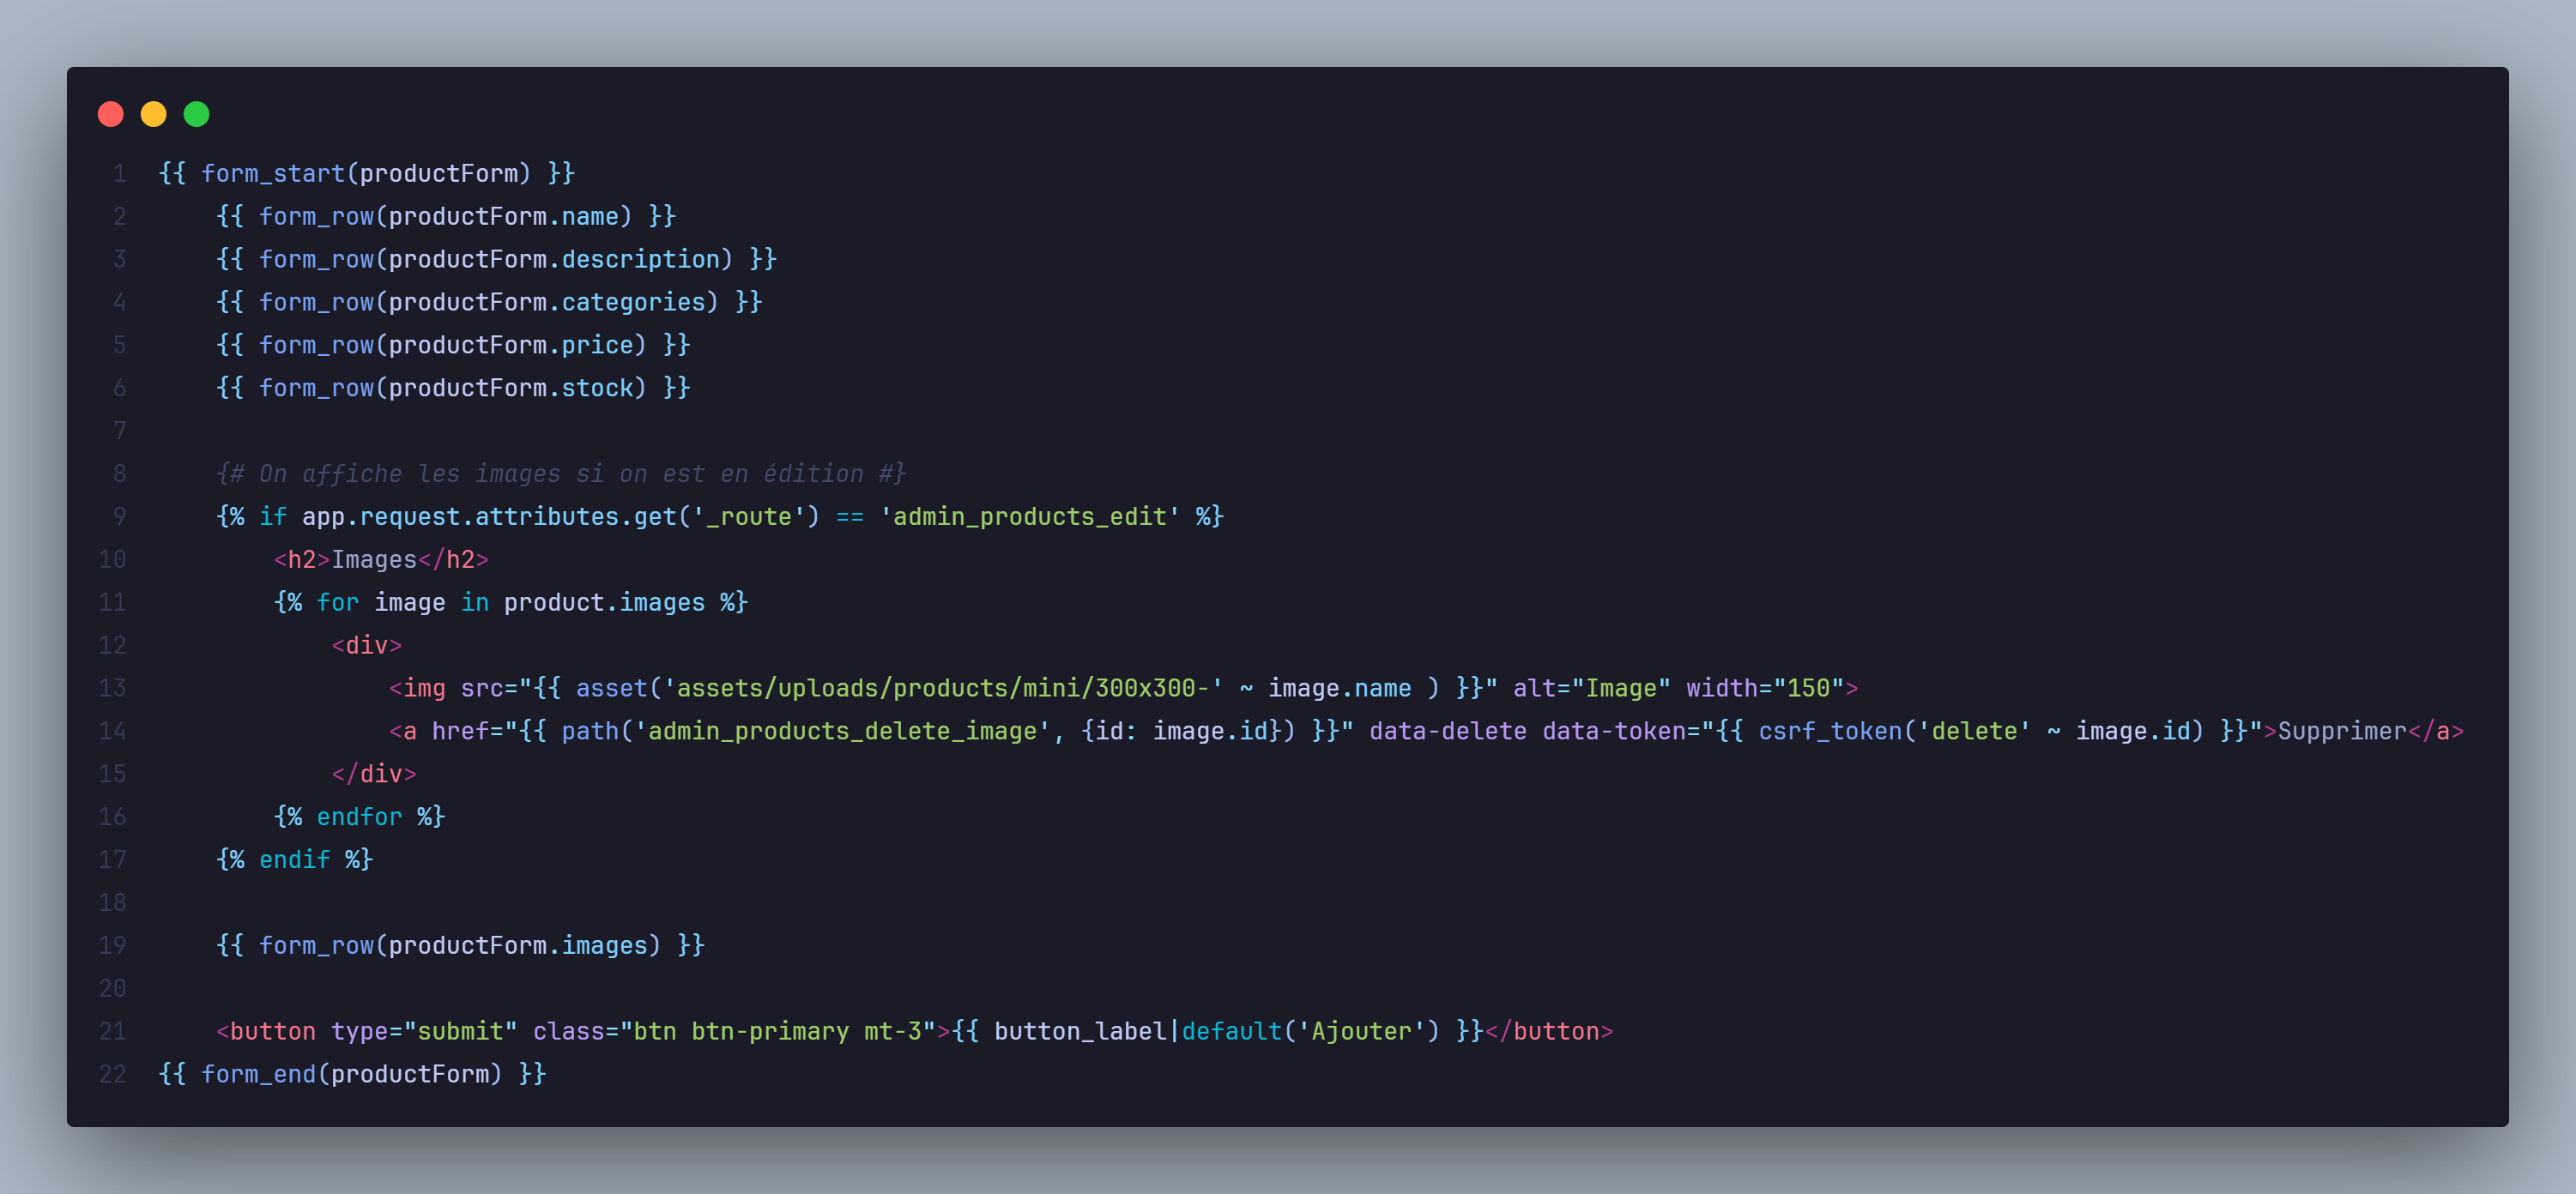 1 {{ form_start(productForm) }}
2     {{ form_row(productForm.name) }}
3     {{ form_row(productForm.description) }}
4     {{ form_row(productForm.categories) }}
5     {{ form_row(productForm.price) }}
6     {{ form_row(productForm.stock) }}
7
8     {# On affiche les images si on est en édition #}
9     {% if app.request.attributes.get('_route') == 'admin_products_edit' %}
10         <h2>Images</h2>
11         {% for image in product.images %}
12             <div>
13                 <img src="{{ asset('assets/uploads/products/mini/300x300-' ~ image.name ) }}" alt="Image" width="150">
14                 <a href="{{ path('admin_products_delete_image', {id: image.id}) }}" data-delete data-token="{{ csrf_token('delete' ~ image.id) }}">Supprimer</a>
15             </div>
16         {% endfor %}
17     {% endif %}
18
19     {{ form_row(productForm.images) }}
20
21     <button type="submit" class="btn btn-primary mt-3">{{ button_label|default('Ajouter') }}</button>
22 {{ form_end(productForm) }}